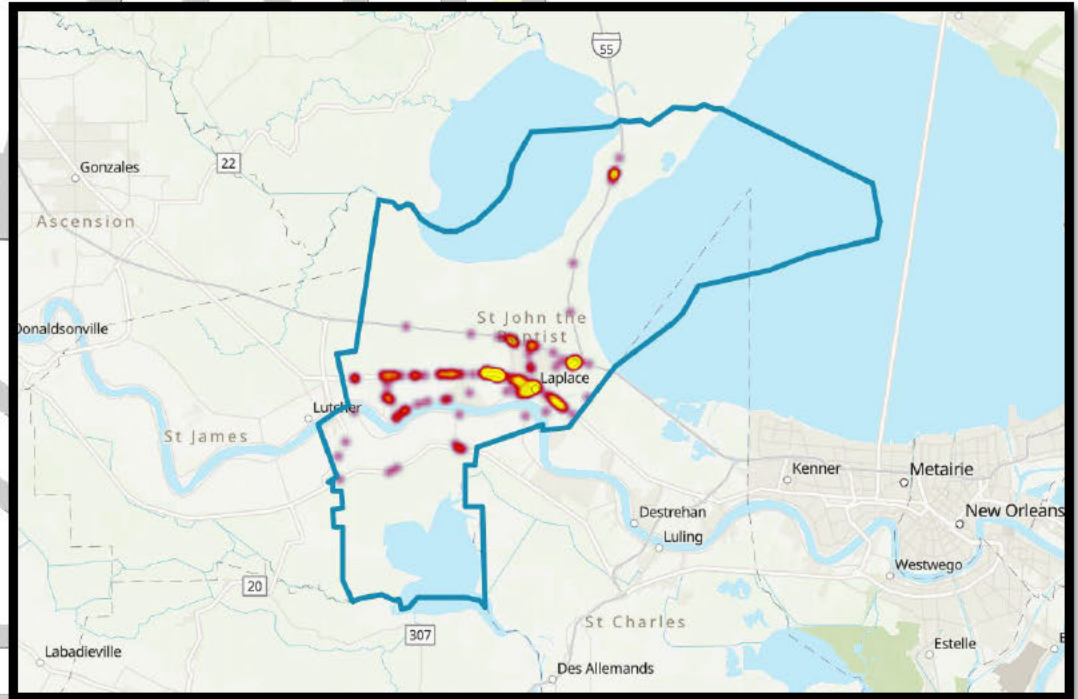 55
Gonzales
22
Ascension
Donaldsonville
St John the
Baptist
Laplace
Lutcher
St James
Kenner
Metairie
Destrehan
New Orleans
Luling
Westwego
20
St Charles
307
Estelle
Labadieville
Des Allemands